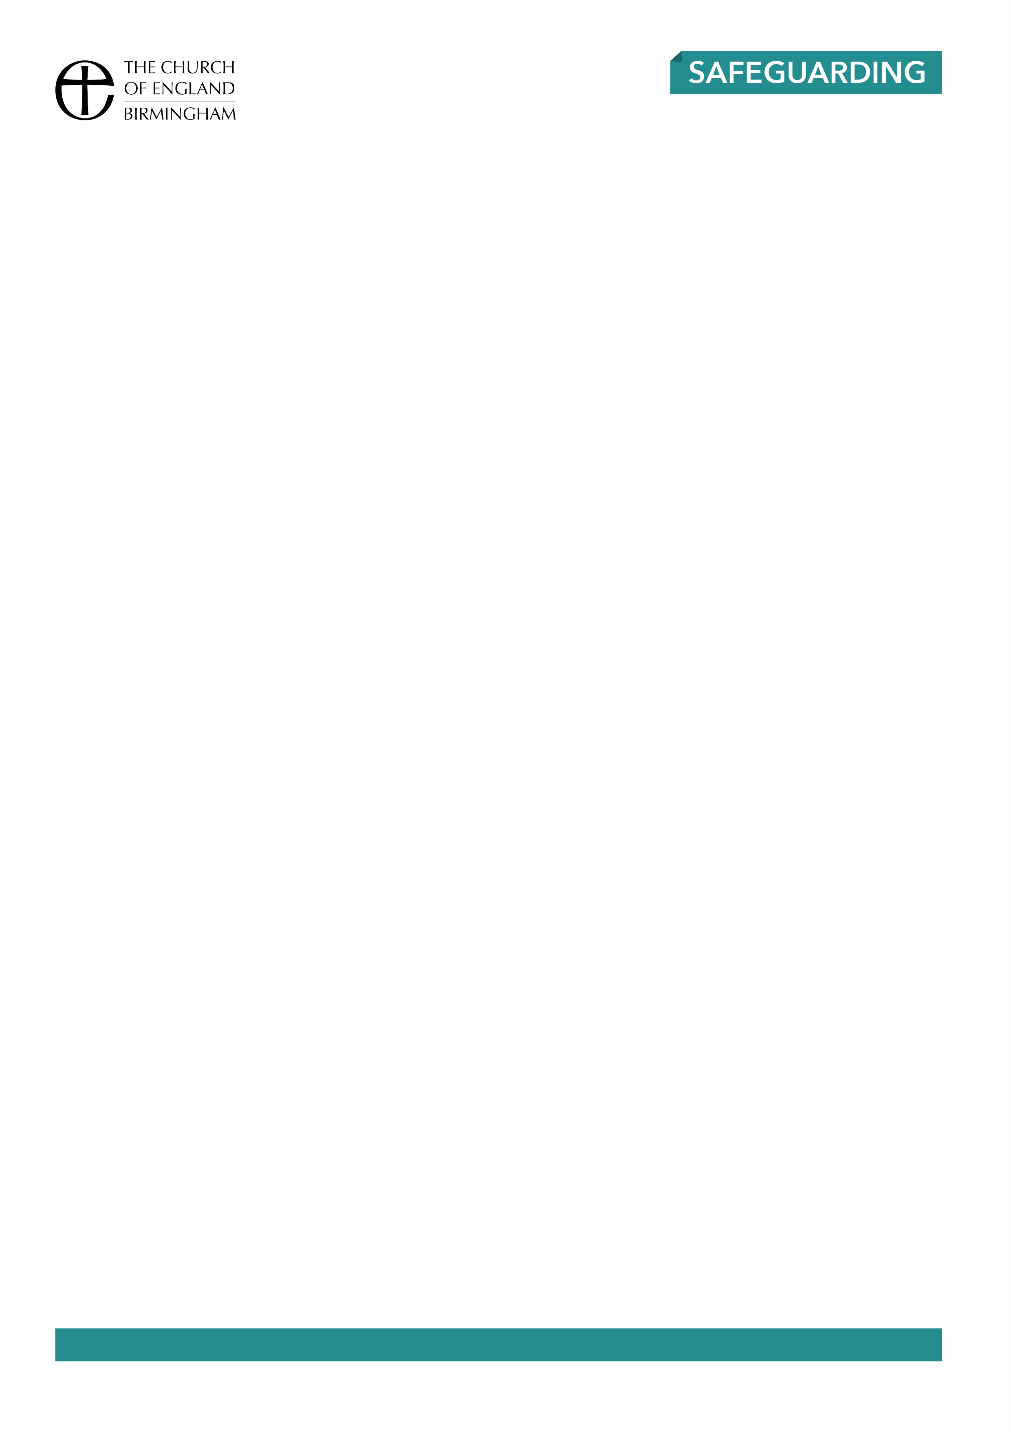 THE CHURCH
OF ENGLAND
BIRMINGHAM
SAFEGUARDING